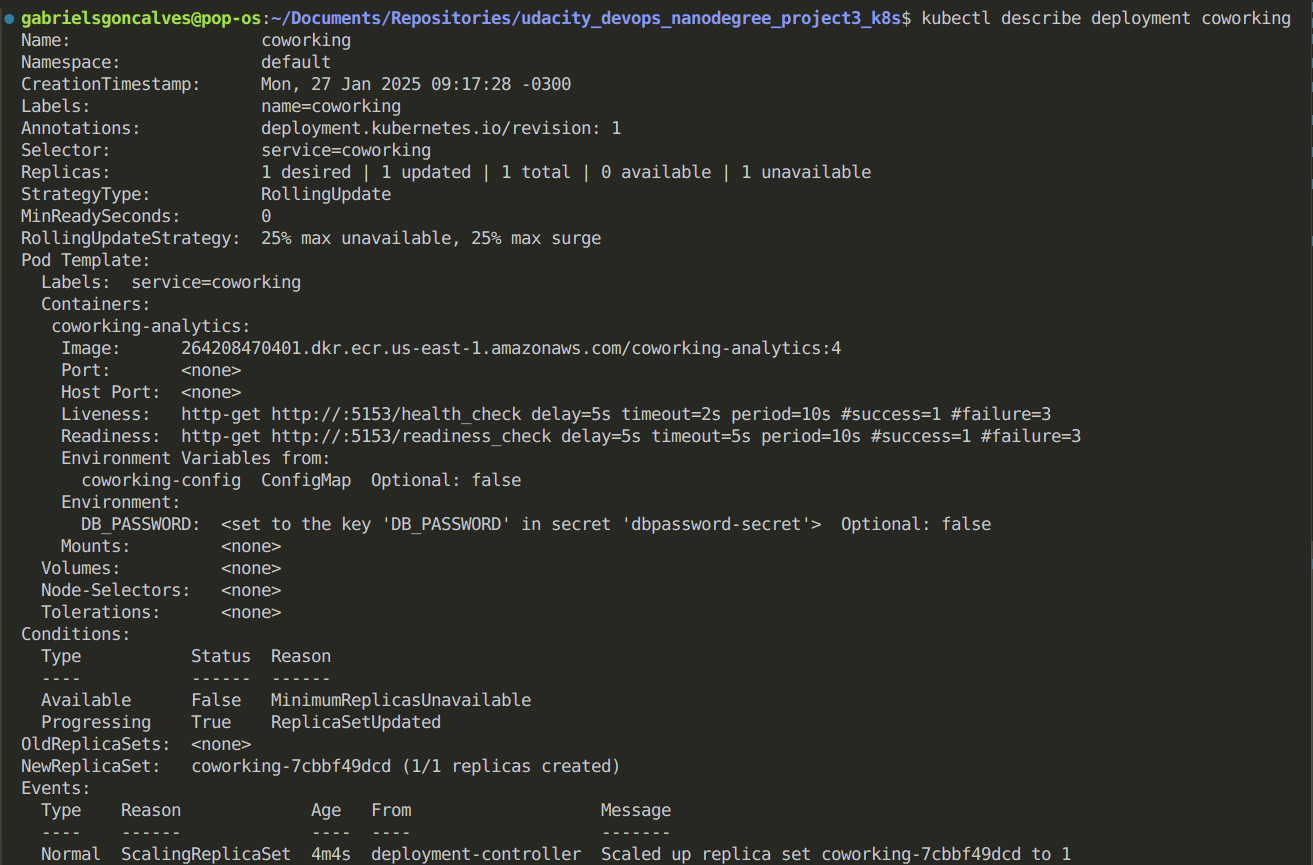 gabrielsgoncalves@pop-os:~/Documents/Repositories/udacity_devops_nanodegree_project3_k8s$ kubectl describe deployment coworking
Name:                   coworking
Namespace:              default
CreationTimestamp:      Mon, 27 Jan 2025 09:17:28 -0300
Labels:                 name=coworking
Annotations:            deployment.kubernetes.io/revision: 1
Selector:               service=coworking
Replicas:               1 desired | 1 updated | 1 total | 0 available | 1 unavailable
StrategyType:           RollingUpdate
MinReadySeconds:        0
RollingUpdateStrategy:  25% max unavailable, 25% max surge
Pod Template:
  Labels:  service=coworking
  Containers:
   coworking-analytics:
    Image:      264208470401.dkr.ecr.us-east-1.amazonaws.com/coworking-analytics:4
    Port:       <none>
    Host Port:  <none>
    Liveness:   http-get http://:5153/health_check delay=5s timeout=2s period=10s #success=1 #failure=3
    Readiness:  http-get http://:5153/readiness_check delay=5s timeout=5s period=10s #success=1 #failure=3
    Environment Variables from:
      coworking-config  ConfigMap  Optional: false
    Environment:
      DB_PASSWORD:  <set to the key 'DB_PASSWORD' in secret 'dbpassword-secret'>  Optional: false
    Mounts:         <none>
  Volumes:          <none>
  Node-Selectors:   <none>
  Tolerations:      <none>
Conditions:
  Type           Status  Reason
  ----           ------  ------
  Available      False   MinimumReplicasUnavailable
  Progressing    True    ReplicaSetUpdated
OldReplicaSets:  <none>
NewReplicaSet:   coworking-7cbbf49dcd (1/1 replicas created)
Events:
  Type    Reason             Age   From                   Message
  ----    ------             ----  ----                   -------
  Normal  ScalingReplicaSet  4m4s  deployment-controller  Scaled up replica set coworking-7cbbf49dcd to 1